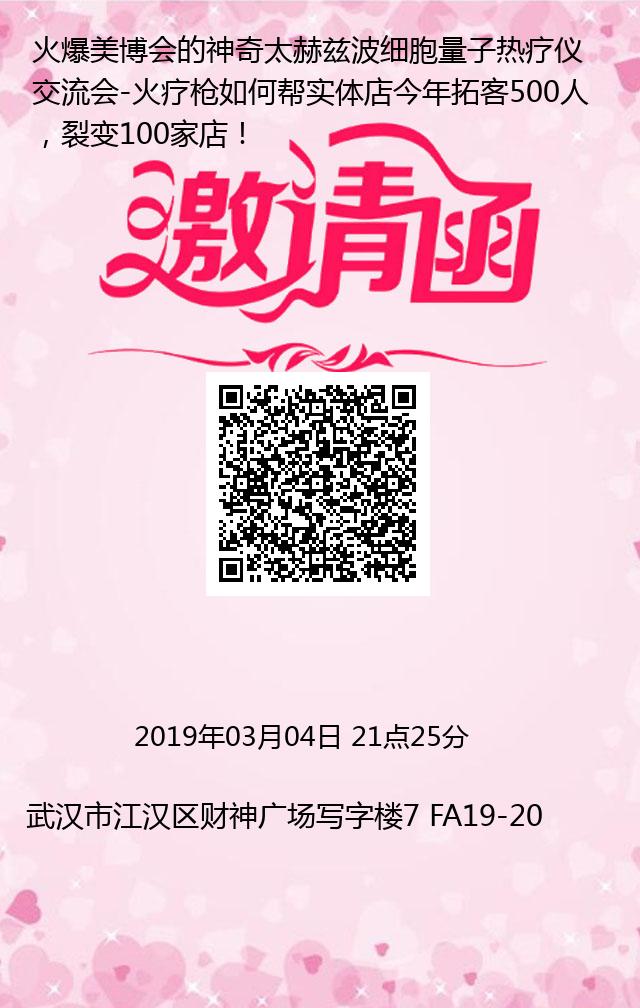 火爆美博会的神奇太赫兹波细胞量子热疗仪
交流会-火疗枪如何帮实体店今年拓客500人
，裂变100家店！
邀请函
2019年03月04日 21点25分
武汉市江汉区财神广场写字楼7 FA19-20